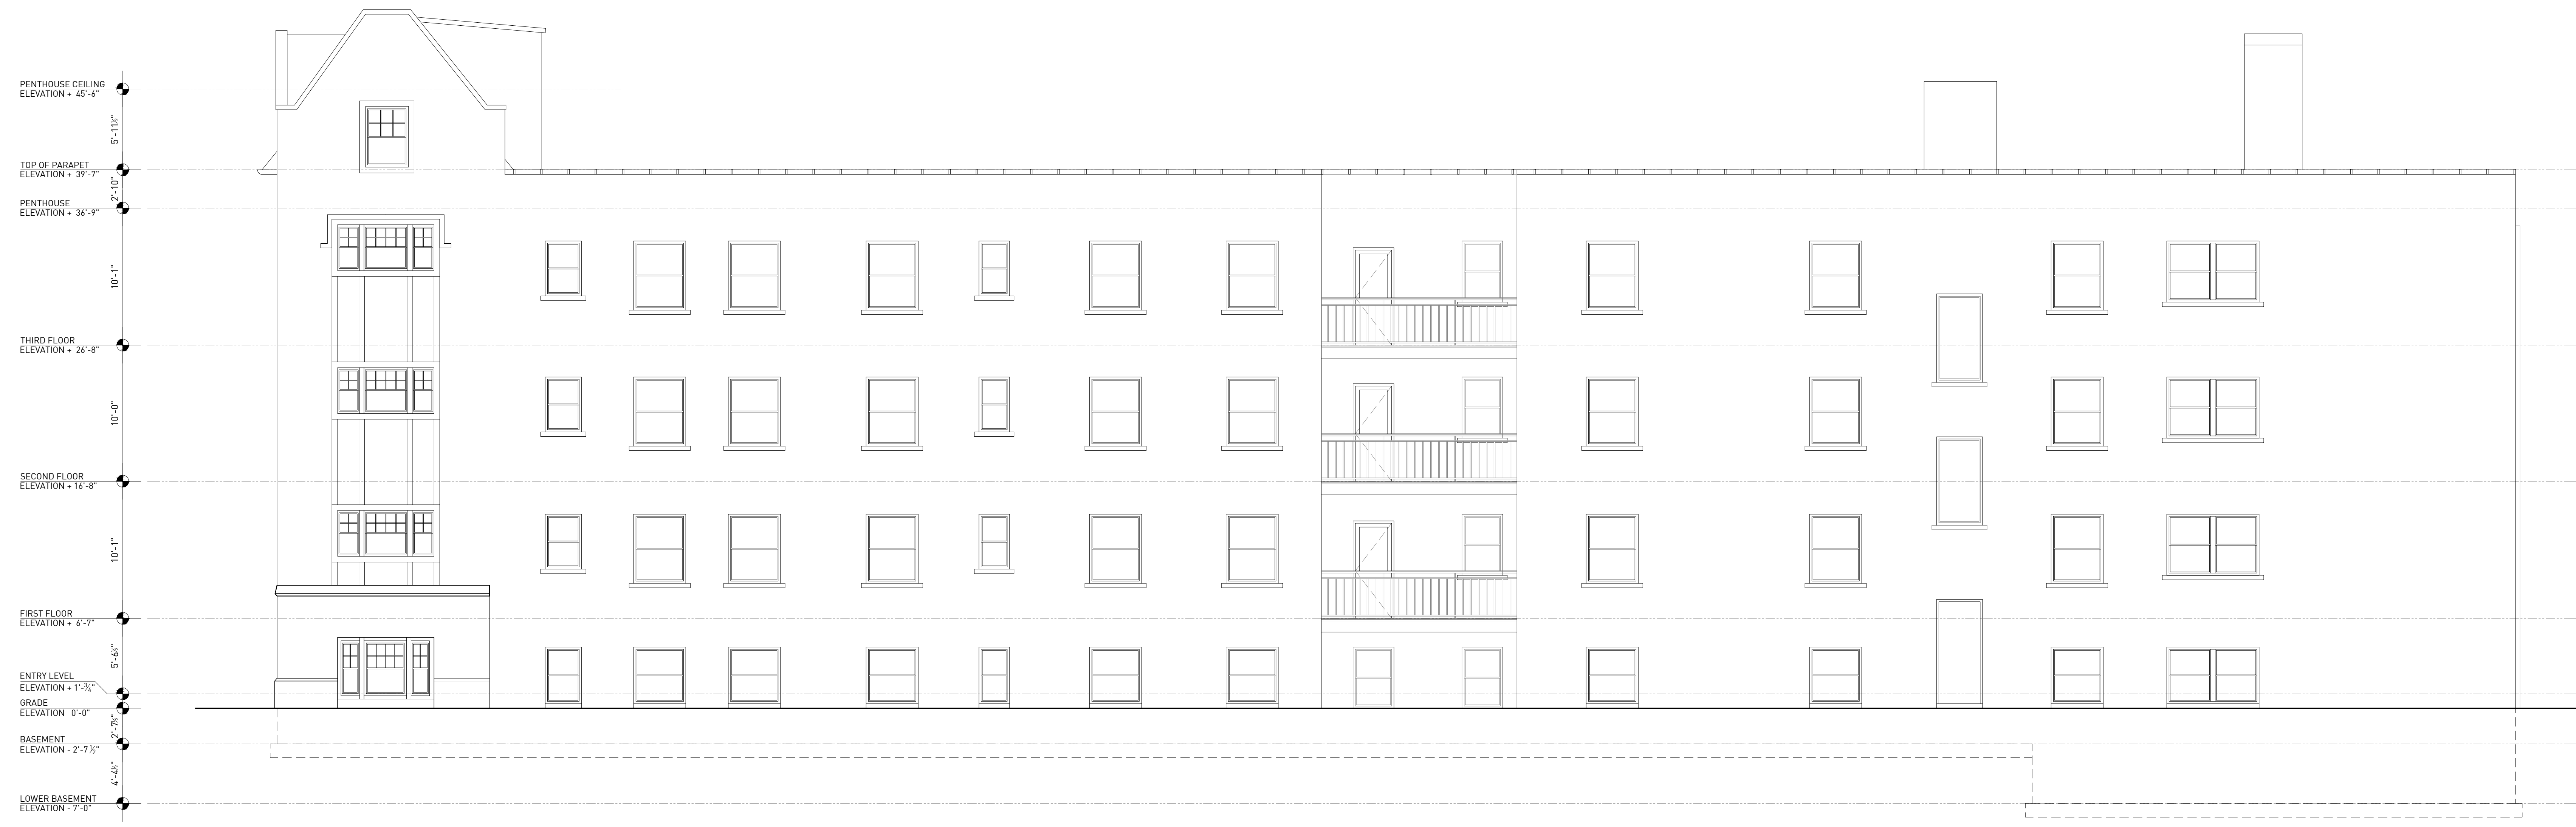 PENTHOUSE CEILING
ELEVATION + 45'-6"
5'-11½"
TOP OF PARAPET
ELEVATION + 39'-7"
2'-10"
PENTHOUSE
ELEVATION + 36'-9"
10'-1"
THIRD FLOOR
ELEVATION + 26'-8"
10'-0"
SECOND FLOOR
ELEVATION + 16'-8"
10'-1"
FIRST FLOOR
ELEVATION + 6'-7"
5'-6½"
ENTRY LEVEL
ELEVATION + 1'-¾"
GRADE
ELEVATION 0'-0"
2'-7½"
BASEMENT
ELEVATION - 2'-7½"
4'-4½"
LOWER BASEMENT
ELEVATION - 7'-0"